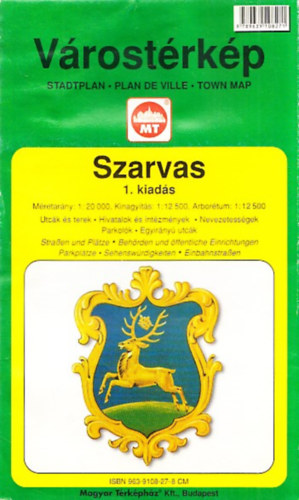 Várostérkép
STADTPLAN • PLAN DE VILLE • TOWN MAP
MT
Szarvas
1. kiadás
Méretarány: 1: 20 000. Kinagyítás: 1: 12 500. Arborétum: 1: 12 500
Utcák és terek • Hivatalok és intézmények • Nevezetességek
Parkolók • Egyirányú utcák
Straßen und Plätze • Behörden und öffentliche Einrichtungen
Parkplätze • Sehenswürdigkeiten • Einbahnstraßen
ISBN 963-9108-27-8 CM
Magyar Térképház Kft., Budapest